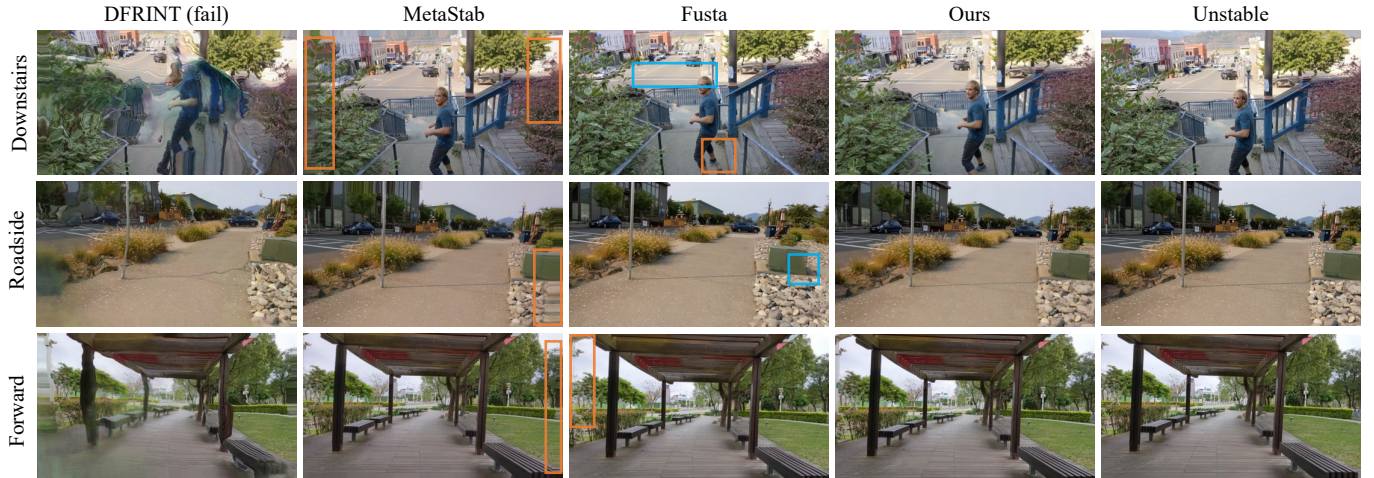 DFRINT (fail) MetaStab Fusta Ours Unstable
Downstairs
Roadside
Forward